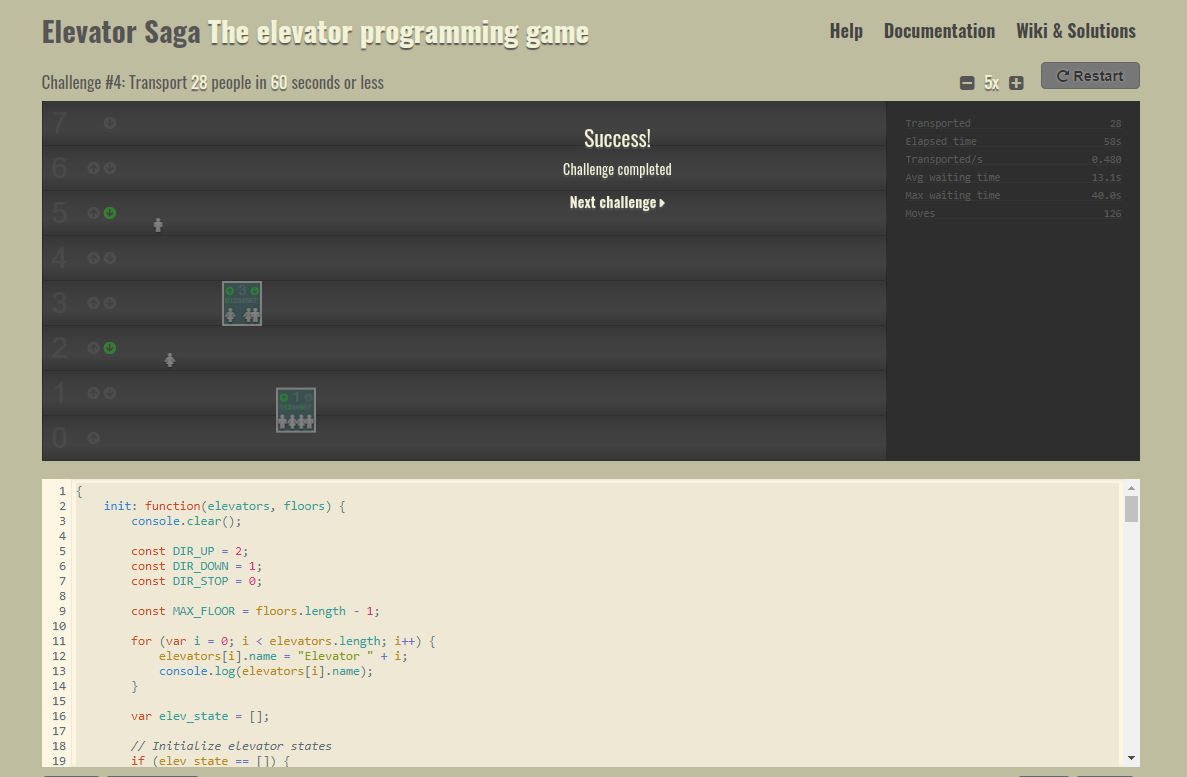 Elevator Saga The elevator programming game
Help Documentation Wiki & Solutions
Challenge #4: Transport 28 people in 60 seconds or less
5x
Restart
7
6
5
4
3
2
1
0
3
1
Success!
Challenge completed
Next challenge
Transported 28
Elapsed time 58s
Transported/s 0.480
Avg waiting time 13.1s
Max waiting time 40.0s
Moves 126
1 {
2 init: function(elevators, floors) {
3 console.clear();
4
5 const DIR_UP = 2;
6 const DIR_DOWN = 1;
7 const DIR_STOP = 0;
8
9 const MAX_FLOOR = floors.length - 1;
10
11 for (var i = 0; i < elevators.length; i++) {
12 elevators[i].name = "Elevator " + i;
13 console.log(elevators[i].name);
14 }
15
16 var elev_state = [];
17
18 // Initialize elevator states
19 if (elev_state == []) {